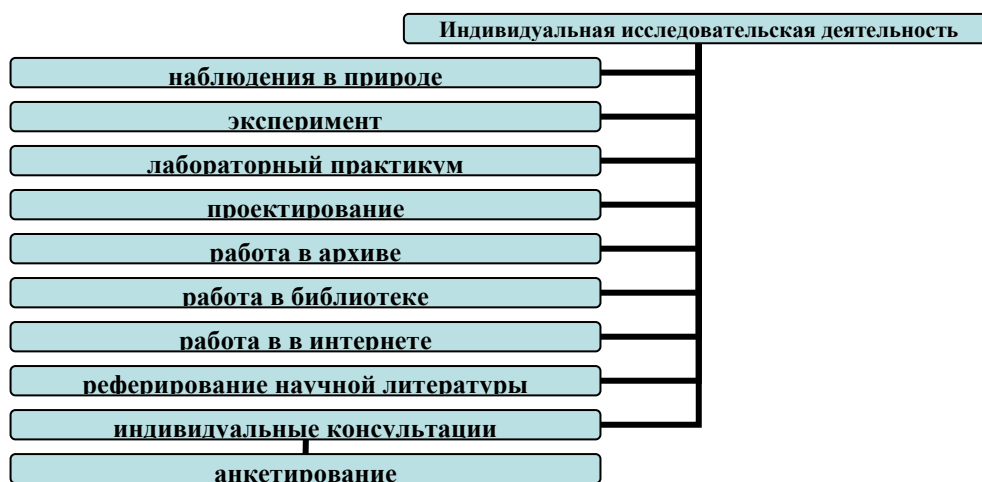 Индивидуальная исследовательская деятельность
наблюдения в природе
эксперимент
лабораторный практикум
проектирование
работа в архиве
работа в библиотеке
работа в в интернете
реферирование научной литературы
индивидуальные консультации
анкетирование